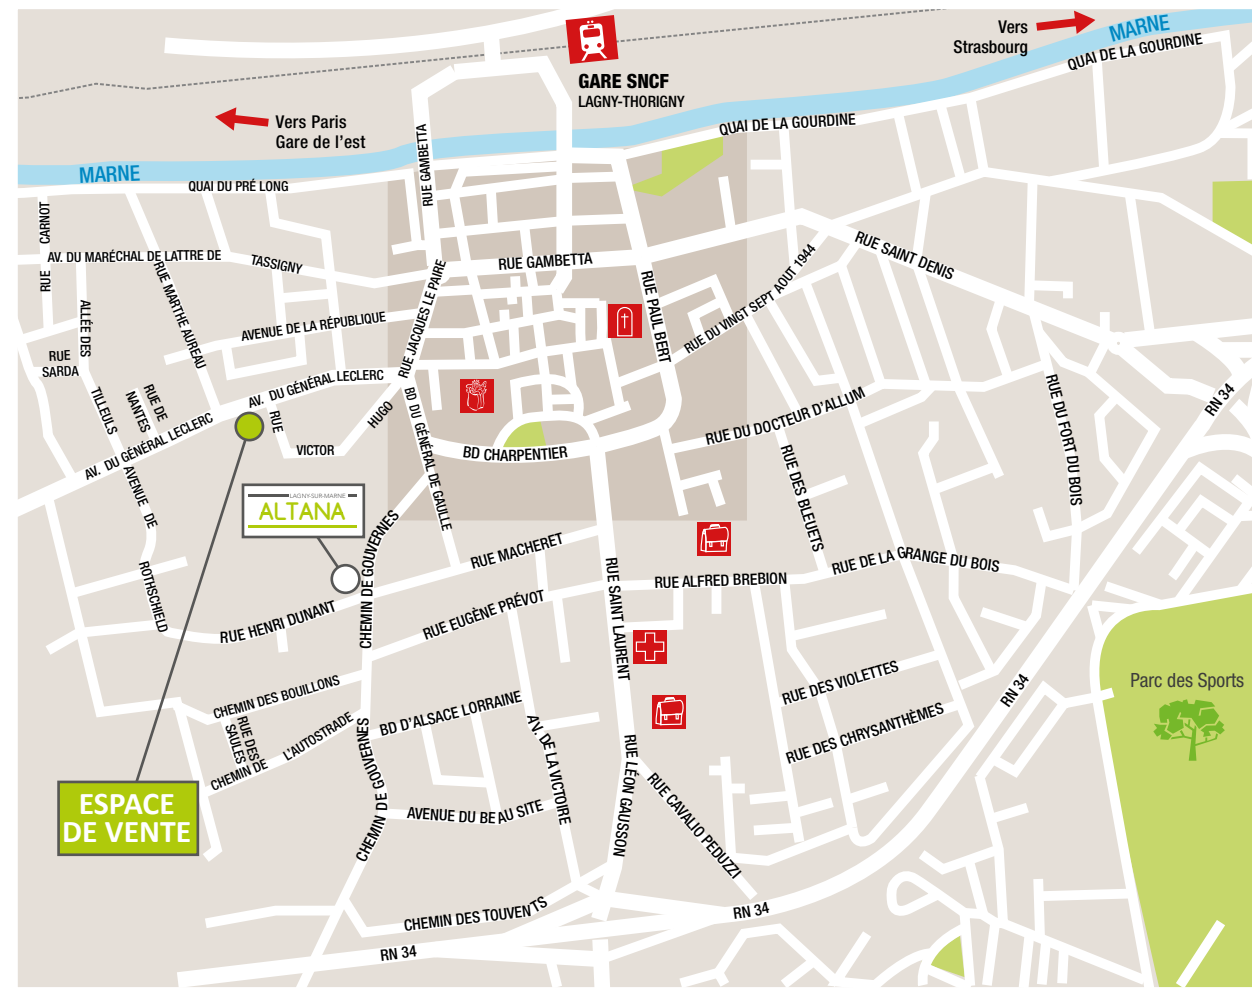 Vers
Strasbourg
MARNE
QUAI DE LA GOURDINE
GARE SNCF
LAGNY-THORIGNY
Vers Paris
Gare de l'est
QUAI DE LA GOURDINE
RUE GAMBETTA
MARNE
QUAI DU PRÉ LONG
RUE CARNOT
AV. DU MARÉCHAL DE LATTRE DE TASSIGNY
RUE GAMBETTA
RUE SAINT DENIS
RUE MARTHE AUREAU
RUE JACQUES LE PAIRE
RUE PAUL BERT
RUE DU VINGT SEPT AOUT 1944
ALLÉE DES TILLEULS
AVENUE DE LA RÉPUBLIQUE
RUE
SARDA
RUE DE
NANTES
AV. DU GÉNÉRAL LECLERC
AV. DU GÉNÉRAL LECLERC
RUE VICTOR HUGO
BD DU GÉNÉRAL DE GAULLE
BD CHARPENTIER
RUE DU DOCTEUR D'ALLUM
RUE DU FORT DU BOIS
RN 34
RUE DES BLEUETS
AVENUE DE ROTHSCHIELD
LAGNY-SUR-MARNE
ALTANA
CHEMIN DE GOUVERNES
RUE MACHERET
RUE HENRI DUNANT
RUE EUGÈNE PRÉVOT
RUE SAINT LAURENT
RUE ALFRED BREBION
RUE DE LA GRANGE DU BOIS
CHEMIN DES BOUILLONS
RUE DES
SAULES
CHEMIN DE L'AUTOSTRADE
CHEMIN DE GOUVERNES
BD D'ALSACE LORRAINE
AV. DE LA VICTOIRE
RUE DES VIOLETTES
RUE DES CHRYSANTHÈMES
RN 34
Parc des Sports
RUE LÉON GAUSSON
RUE CAVALIO PEDUZZI
ESPACE
DE VENTE
AVENUE DU BEAU SITE
CHEMIN DES TOUVENTS
RN 34
RN 34